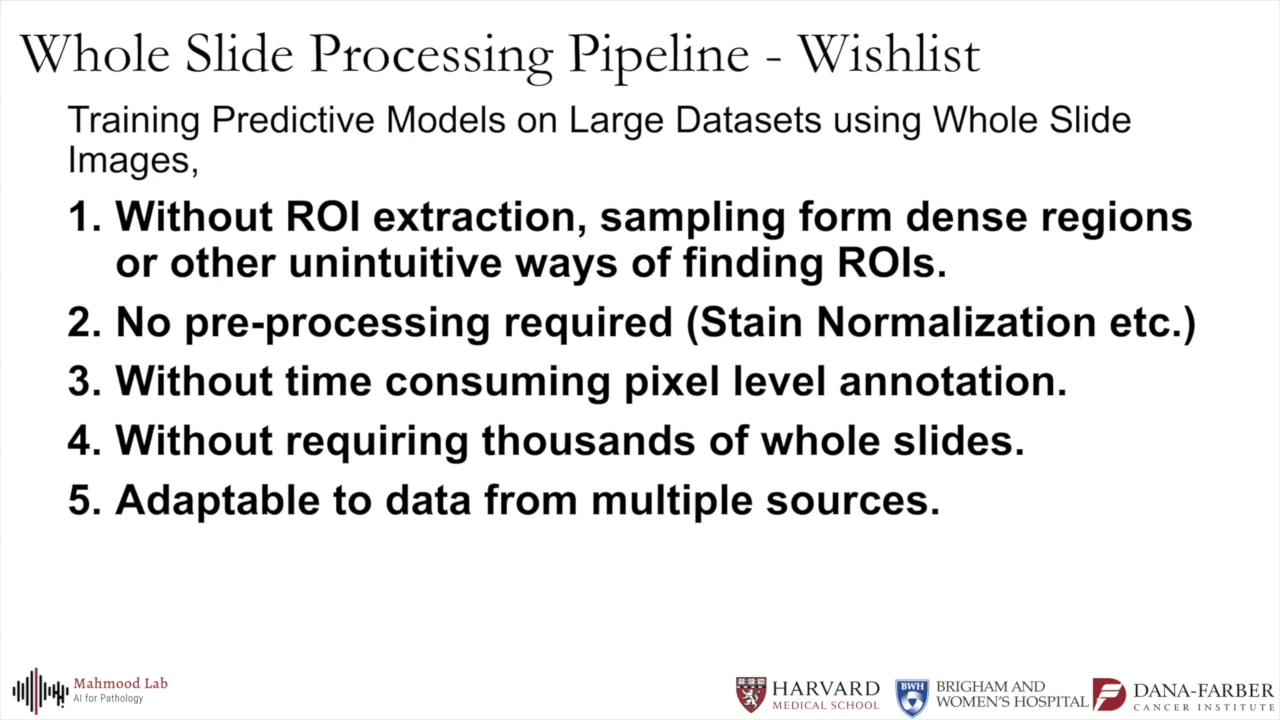 Whole Slide Processing Pipeline - Wishlist
Training Predictive Models on Large Datasets using Whole Slide
Images,
1. Without ROI extraction, sampling form dense regions
or other unintuitive ways of finding ROIs.
2. No pre-processing required (Stain Normalization etc.)
3. Without time consuming pixel level annotation.
4. Without requiring thousands of whole slides.
5. Adaptable to data from multiple sources.
Mahmood Lab
AI for Pathology
HARVARD
MEDICAL SCHOOL
BWH
BRIGHAM AND
WOMEN'S HOSPITAL
DANA-FARBER
CANCER INSTITUTE